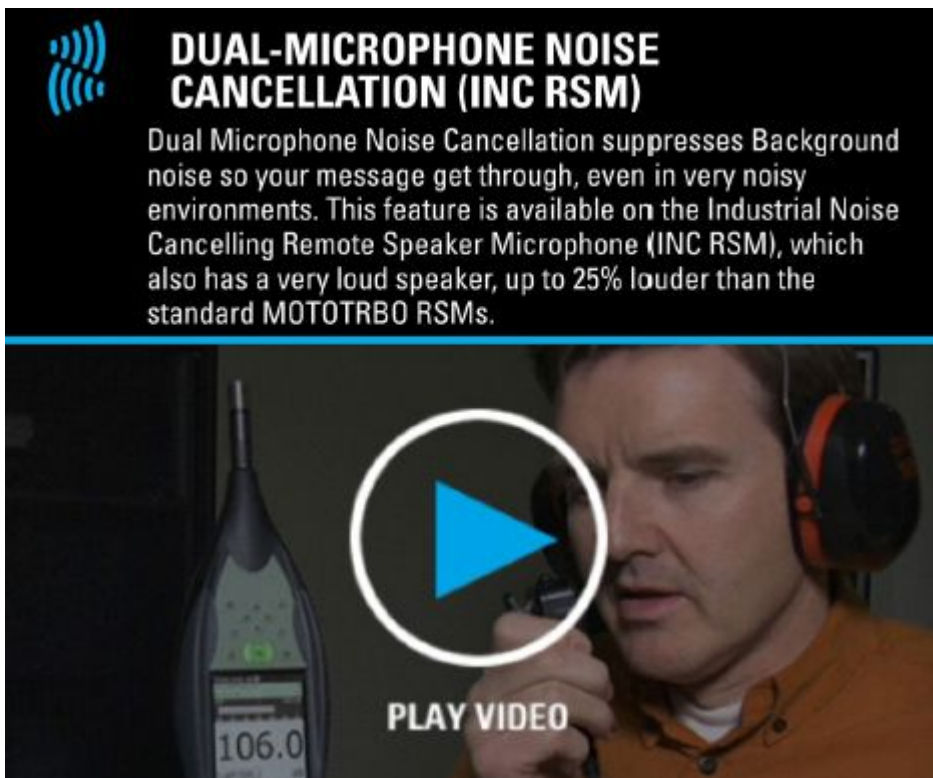 DUAL-MICROPHONE NOISE
CANCELLATION (INC RSM)
Dual Microphone Noise Cancellation suppresses Background
noise so your message get through, even in very noisy
environments. This feature is available on the Industrial Noise
Cancelling Remote Speaker Microphone (INC RSM), which
also has a very loud speaker, up to 25% louder than the
standard MOTOTRBO RSMs.
PLAY VIDEO
106.0